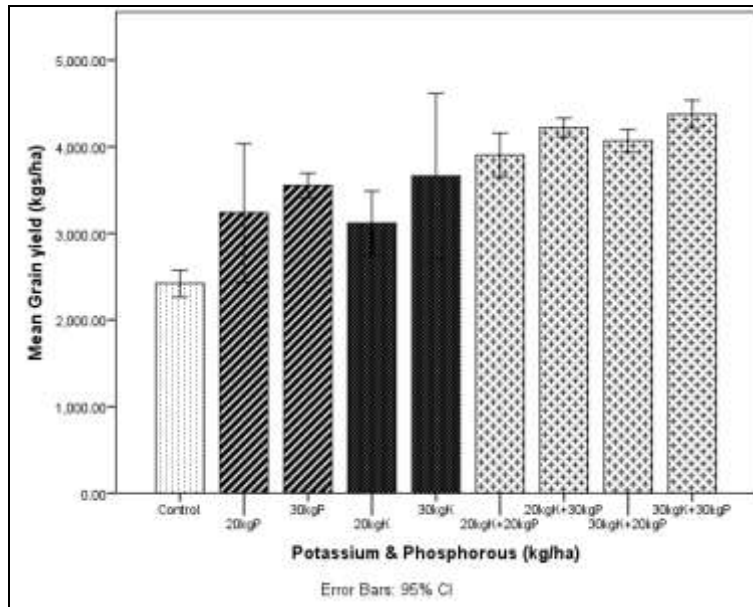 Mean Grain yield (kgs/ha)
5,000.00
4,000.00
3,000.00
2,000.00
1,000.00
0.00
Control
20kgP
30kgP
20kgK
30kgK
20kgK+20kgP
20kgK+30kgP
30kgK+20kgP
30kgK+30kgP
Potassium & Phosphorous (kg/ha)
Error Bars: 95% CI